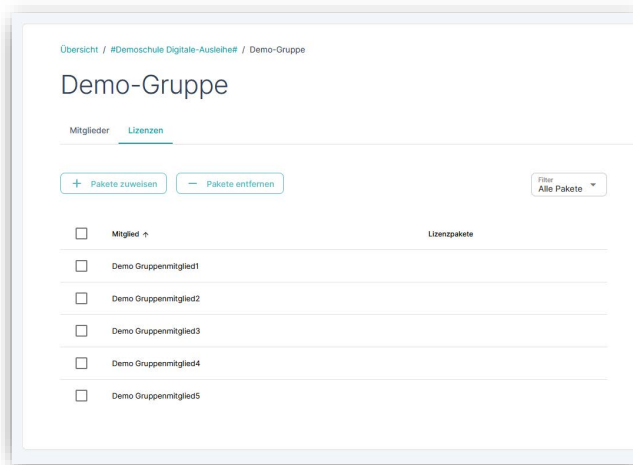 Übersicht / #Demoschule Digitale-Ausleihe# / Demo-Gruppe
Demo-Gruppe
Mitglieder Lizenzen
+ Pakete zuweisen — Pakete entfernen Filter
Alle Pakete
Mitglied ↑ Lizenzpakete
Demo Gruppenmitglied1
Demo Gruppenmitglied2
Demo Gruppenmitglied3
Demo Gruppenmitglied4
Demo Gruppenmitglied5